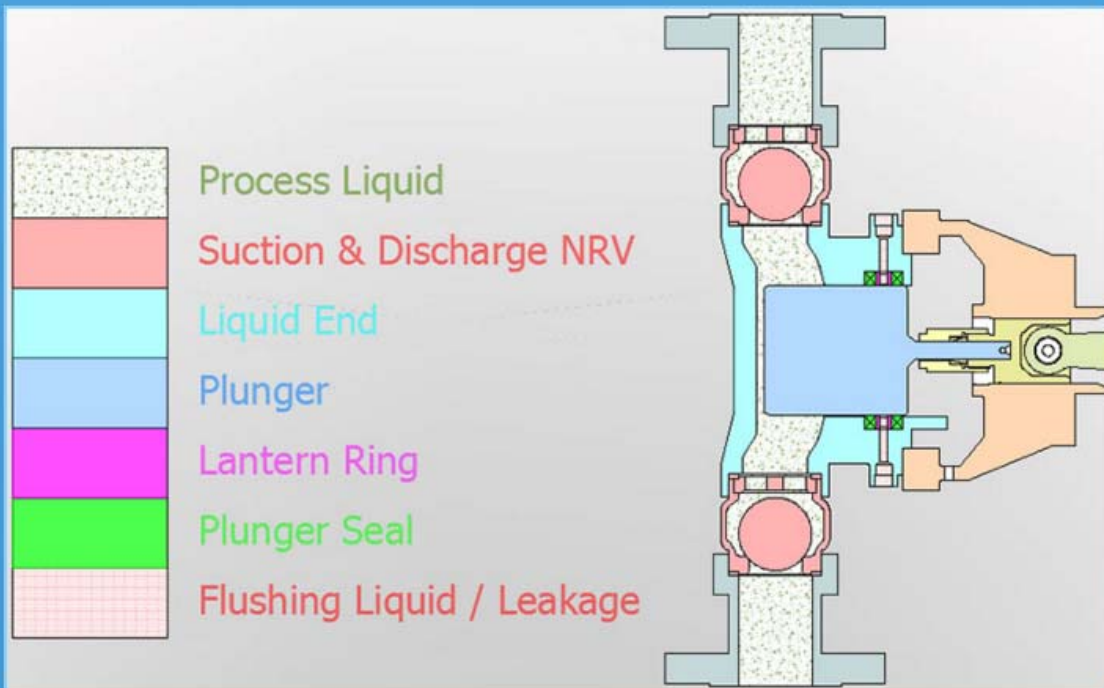 Process Liquid
Suction & Discharge NRV
Liquid End
Plunger
Lantern Ring
Plunger Seal
Flushing Liquid / Leakage